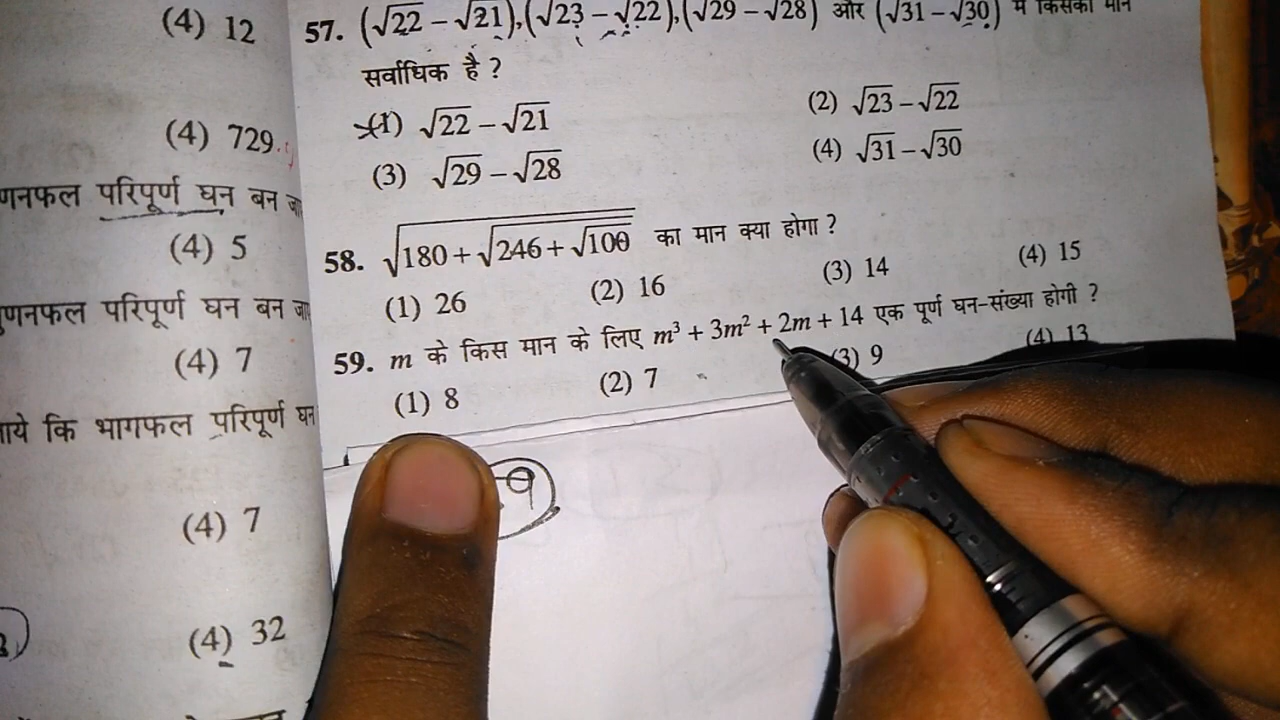 (4) 12
(4) 729
णनफल परिपूर्ण घन बन
(4) 5
गुणनफल परिपूर्ण घन बन
(4) 7
कि भागफल परिपूर्ण घन
(4) 7
(4) 32
57. (√22 − √21), (√23 − √22), (√29 − √28) और (√31 − √30) में किसका मान
सर्वाधिक है ?
(1) √22 − √21
(2) √23 − √22
(3) √29 − √28
(4) √31 − √30
58. √(180 + √(246 + √100)) का मान क्या होगा ?
(1) 26 (2) 16 (3) 14 (4) 15
59. m के किस मान के लिए m³ + 3m² + 2m + 14 एक पूर्ण घन-संख्या होगी ?
(1) 8 (2) 7 (3) 9 (4) 13